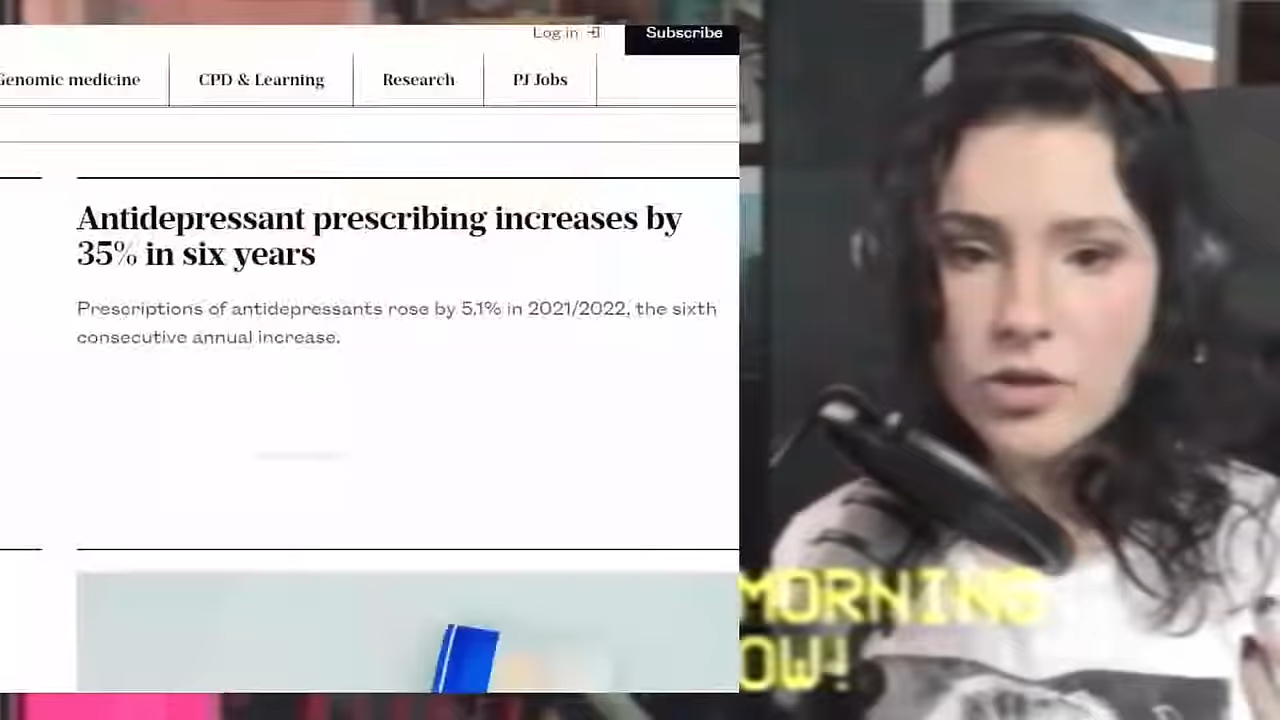 Log in
Subscribe
Genomic medicine
CPD & Learning
Research
PJ Jobs
Antidepressant prescribing increases by
35% in six years
Prescriptions of antidepressants rose by 5.1% in 2021/2022, the sixth
consecutive annual increase.
MORNING
OW!